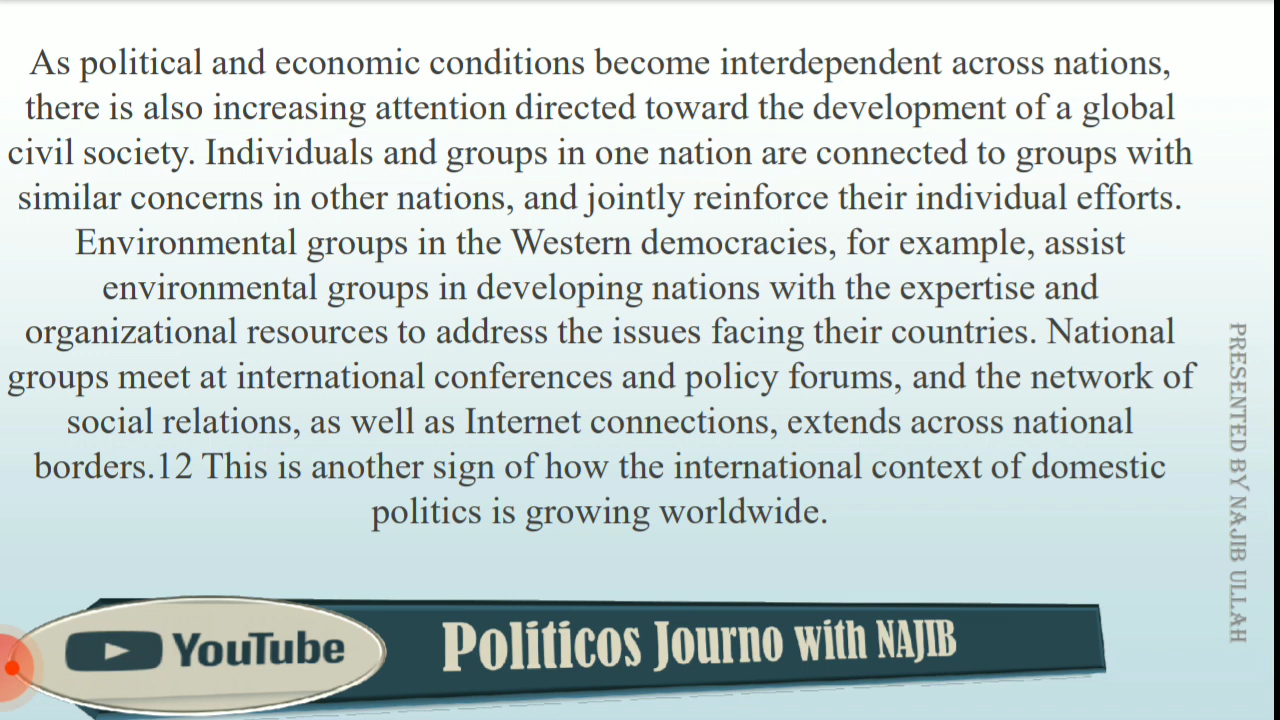 As political and economic conditions become interdependent across nations,
there is also increasing attention directed toward the development of a global
civil society. Individuals and groups in one nation are connected to groups with
similar concerns in other nations, and jointly reinforce their individual efforts.
Environmental groups in the Western democracies, for example, assist
environmental groups in developing nations with the expertise and
organizational resources to address the issues facing their countries. National
groups meet at international conferences and policy forums, and the network of
social relations, as well as Internet connections, extends across national
borders.12 This is another sign of how the international context of domestic
politics is growing worldwide.
PRESENTED BY NAJIB ULLAH
YouTube
Politicos Journo with NAJIB